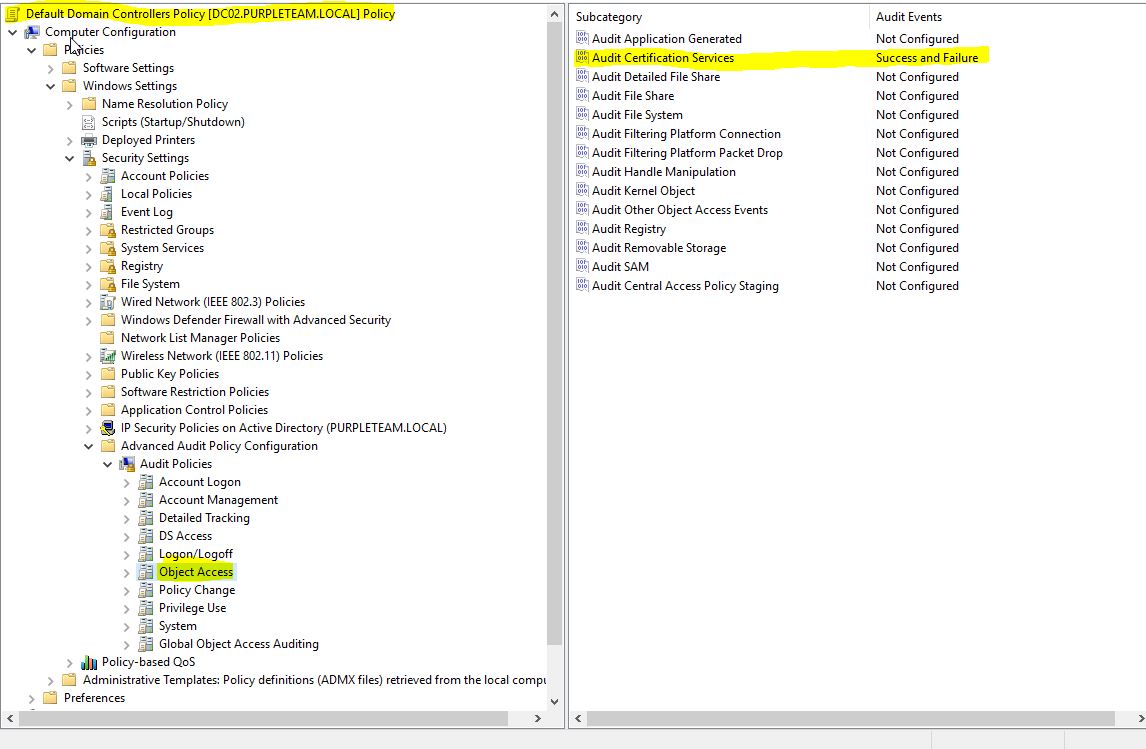 Default Domain Controllers Policy [DC02.PURPLETEAM.LOCAL] Policy
Computer Configuration
Policies
Software Settings
Windows Settings
Name Resolution Policy
Scripts (Startup/Shutdown)
Deployed Printers
Security Settings
Account Policies
Local Policies
Event Log
Restricted Groups
System Services
Registry
File System
Wired Network (IEEE 802.3) Policies
Windows Defender Firewall with Advanced Security
Network List Manager Policies
Wireless Network (IEEE 802.11) Policies
Public Key Policies
Software Restriction Policies
Application Control Policies
IP Security Policies on Active Directory (PURPLETEAM.LOCAL)
Advanced Audit Policy Configuration
Audit Policies
Account Logon
Account Management
Detailed Tracking
DS Access
Logon/Logoff
Object Access
Policy Change
Privilege Use
System
Global Object Access Auditing
Policy-based QoS
Administrative Templates: Policy definitions (ADMX files) retrieved from the local compu
Preferences
Subcategory Audit Events
Audit Application Generated Not Configured
Audit Certification Services Success and Failure
Audit Detailed File Share Not Configured
Audit File Share Not Configured
Audit File System Not Configured
Audit Filtering Platform Connection Not Configured
Audit Filtering Platform Packet Drop Not Configured
Audit Handle Manipulation Not Configured
Audit Kernel Object Not Configured
Audit Other Object Access Events Not Configured
Audit Registry Not Configured
Audit Removable Storage Not Configured
Audit SAM Not Configured
Audit Central Access Policy Staging Not Configured